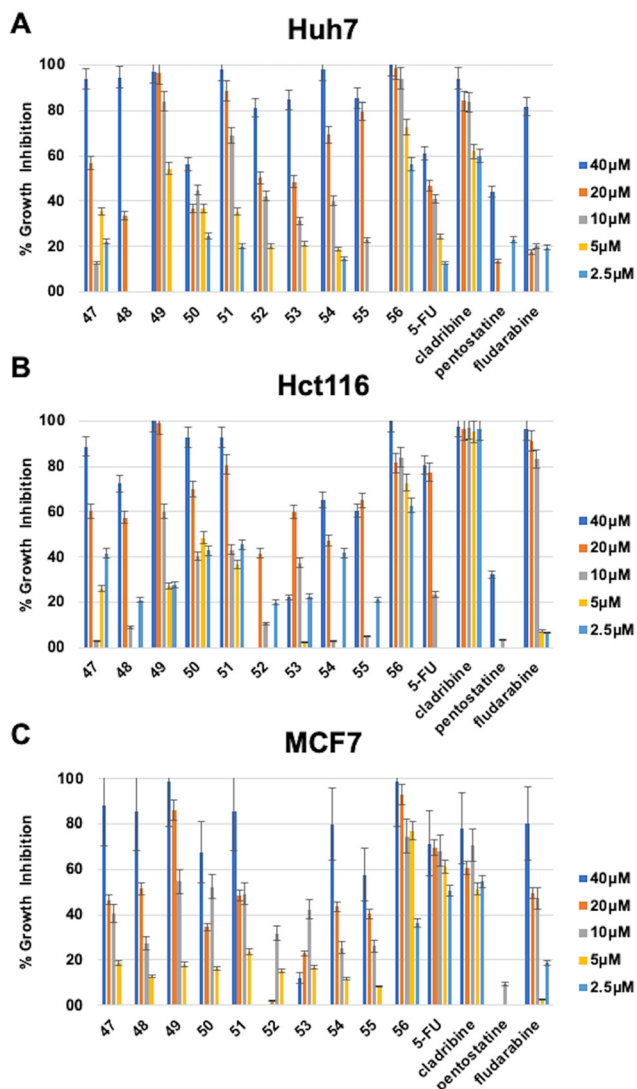 A
Huh7
% Growth Inhibition
100
80
60
40
20
00
47 48 49 50 51 52 53 54 55 56 5-FU cladribine pentostatine fludarabine
40µM
20µM
10µM
5µM
2.5µM
B
Hct116
% Growth Inhibition
100
80
60
40
20
00
47 48 49 50 51 52 53 54 55 56 5-FU cladribine pentostatine fludarabine
40µM
20µM
10µM
5µM
2.5µM
C
MCF7
% Growth Inhibition
100
80
60
40
20
00
47 48 49 50 51 52 53 54 55 56 5-FU cladribine pentostatine fludarabine
40µM
20µM
10µM
5µM
2.5µM